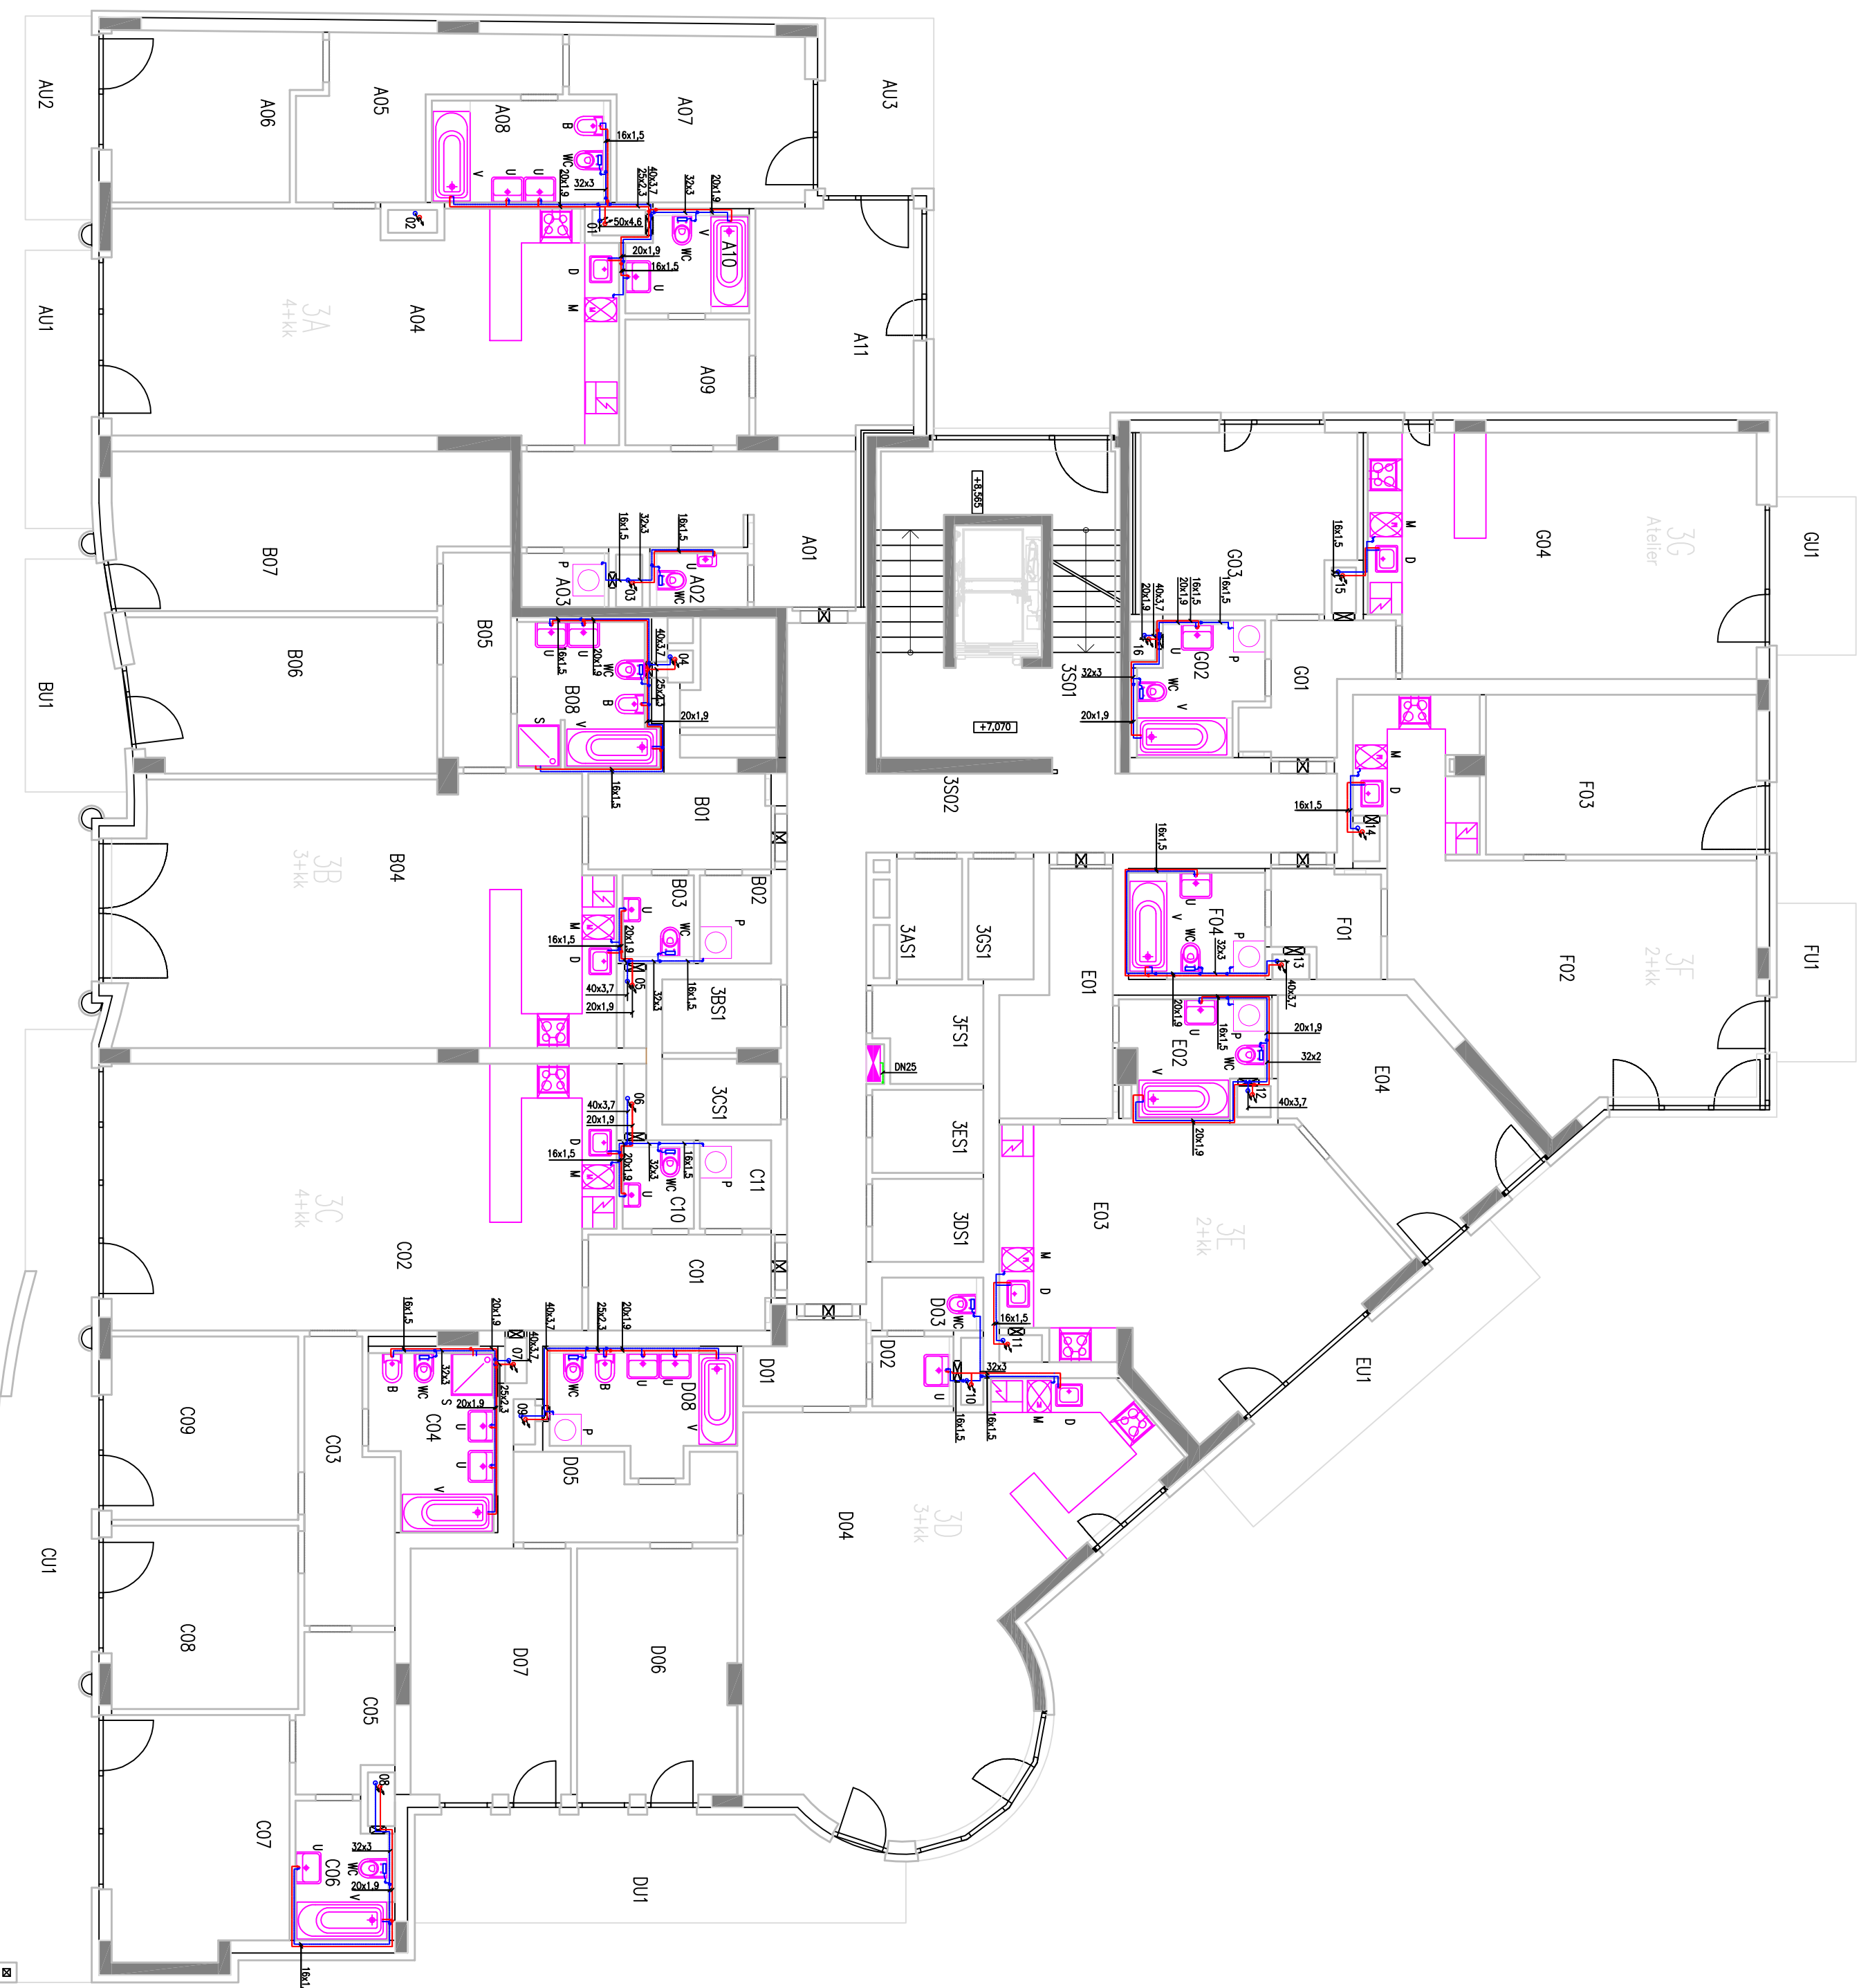 AU2
A06
A05
A08
A07
AU3
B
16x1,5
WC
V
U
U
20x1,9
32x3
40x3,7
25x2,3
32x3
20x1,9
02
01
50x4,6
V
A10
WC
20x1,9
16x1,5
D
U
M
AU1
3A
4+kk
A04
A09
A11
B07
A03
P
16x1,5
32x3
16x1,5
03
U
A02
WC
A01
+8,565
B05
B06
BU1
U
U
16x1,5
20x1,9
WC
40x3,7
04
25x2,3
B08
B
20x1,9
S
V
16x1,5
3S01
+7,070
3S02
G03
16x1,5
15
M
D
G04
3G
Atelier
GU1
20x1,9
40x3,7
20x1,9
16x1,5
16x1,5
16
U
G02
P
G01
32x3
WC
V
20x1,9
M
D
16x1,5
14
F03
B01
3B
3+kk
B04
B02
B03
U
WC
P
M
20x1,9
16x1,5
D
05
40x3,7
20x1,9
32x3
16x1,5
3BS1
3AS1
3GS1
3FS1
DN25
E01
16x1,5
U
V
F04
WC
32x3
P
F01
13
40x3,7
20x1,9
F02
3F
2+kk
FU1
20x1,9
16x1,5
U
P
E02
WC
32x2
V
12
40x3,7
20x1,9
E04
3CS1
06
40x3,7
20x1,9
D
16x1,5
M
20x1,9
32x3
16x1,5
WC
U
C10
P
C11
3ES1
3DS1
E03
3E
2+kk
EU1
M
D
16x1,5
11
3C
4+kk
C02
C01
D03
WC
D02
U
32x3
10
16x1,5
16x1,5
M
D
D01
16x1,5
20x1,9
40x3,7
07
40x3,7
25x2,3
20x1,9
B
WC
32x3
S
C04
20x1,9
25x2,3
U
U
V
09
WC
B
U
U
D08
V
P
D05
C09
C03
D04
3D
3+kk
CU1
C08
C05
D07
D06
08
C07
U
C06
WC
32x3
20x1,9
V
DU1